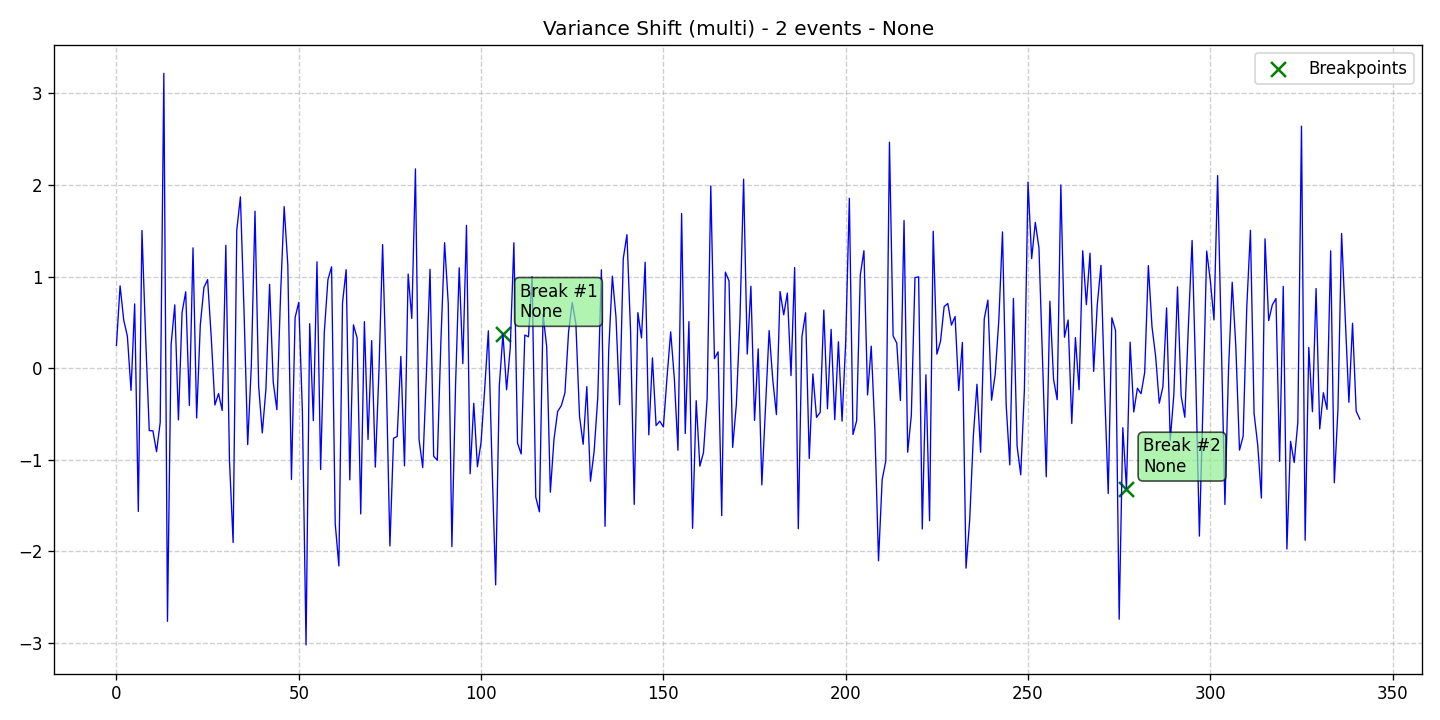 Variance Shift (multi) - 2 events - None
Breakpoints
3
2
1
0
−1
−2
−3
Break #1
None
Break #2
None
0
50
100
150
200
250
300
350